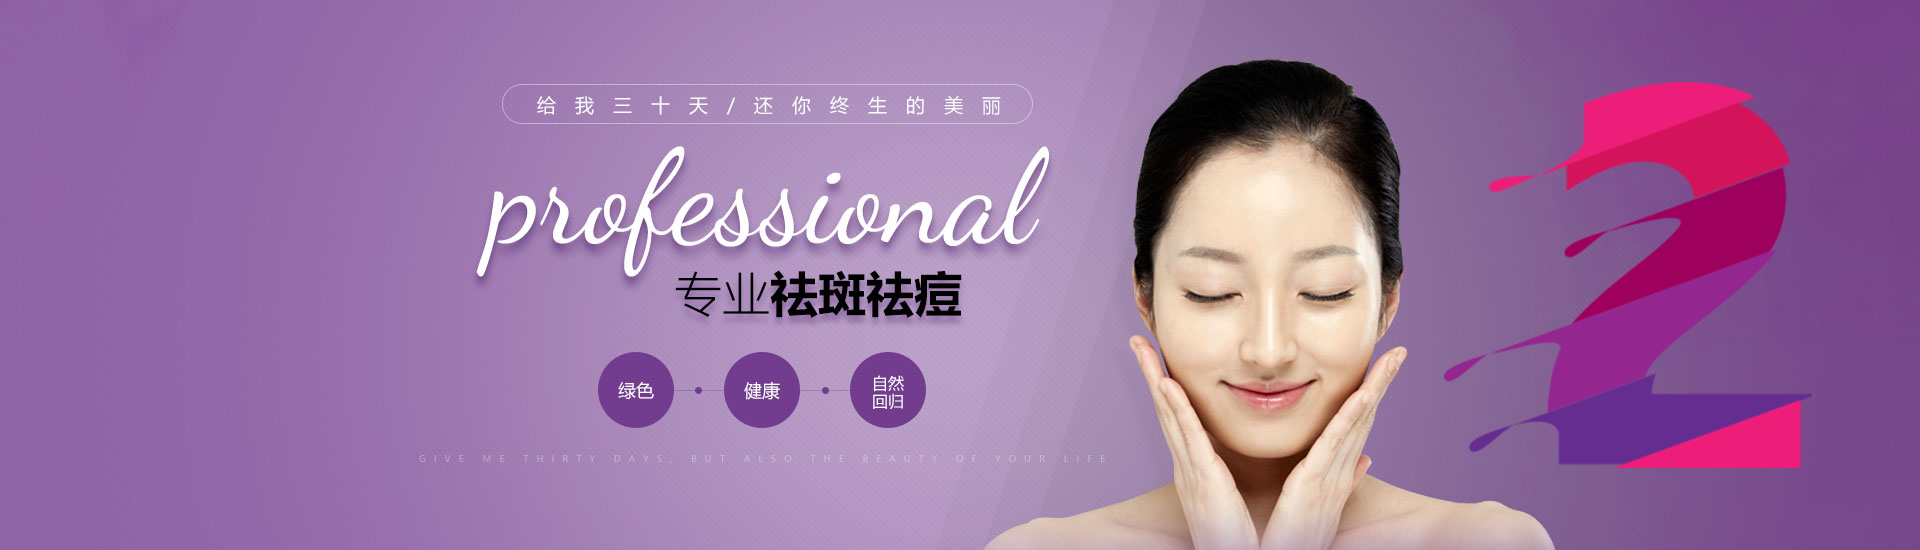 给我三十天/还你终生的美丽
professional
专业祛斑祛痘
绿色
健康
自然
回归
GIVE ME THIRTY DAYS, BUT ALSO THE BEAUTY OF YOUR LIFE
2